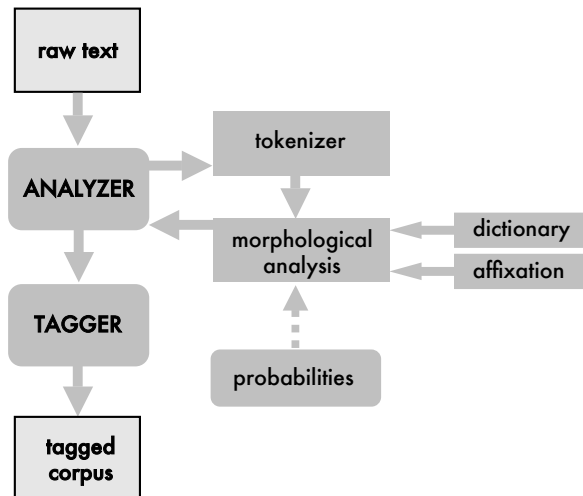 raw text
tokenizer
ANALYZER
morphological
analysis
dictionary
affixation
TAGGER
probabilities
tagged
corpus